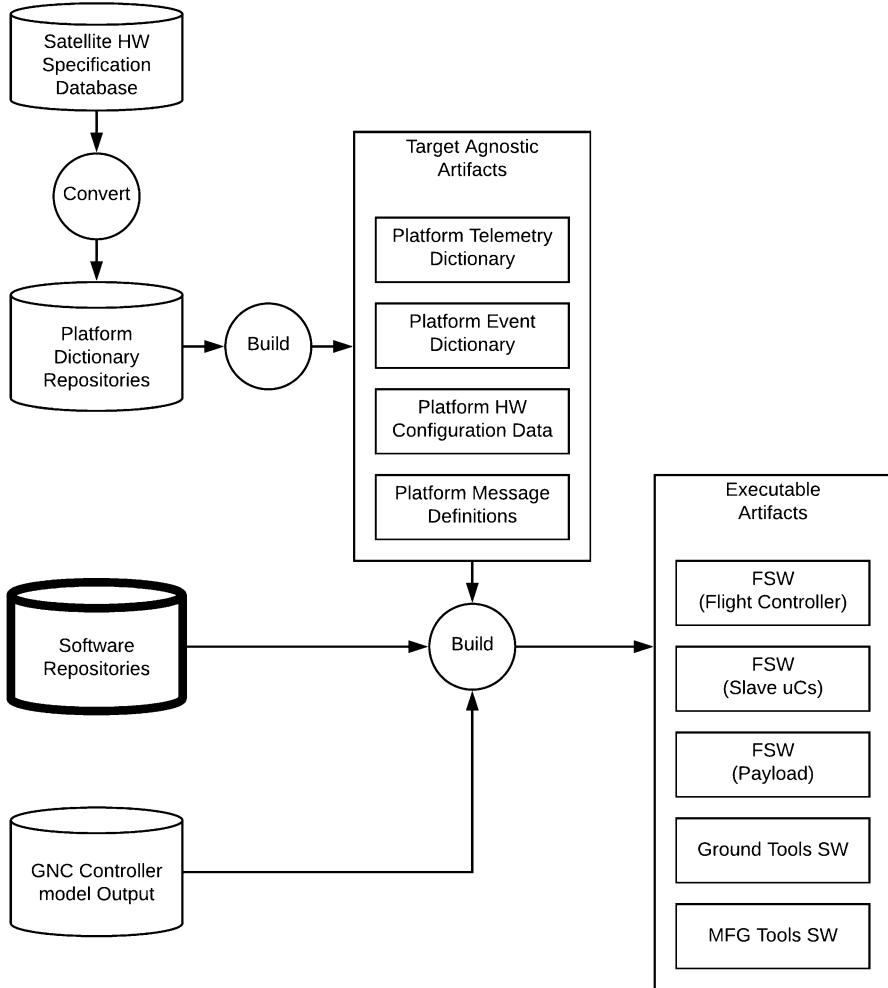 Satellite HW
Specification
Database
Convert
Platform
Dictionary
Repositories
Build
Target Agnostic
Artifacts
Platform Telemetry
Dictionary
Platform Event
Dictionary
Platform HW
Configuration Data
Platform Message
Definitions
Software
Repositories
Build
GNC Controller
model Output
Executable
Artifacts
FSW
(Flight Controller)
FSW
(Slave uCs)
FSW
(Payload)
Ground Tools SW
MFG Tools SW